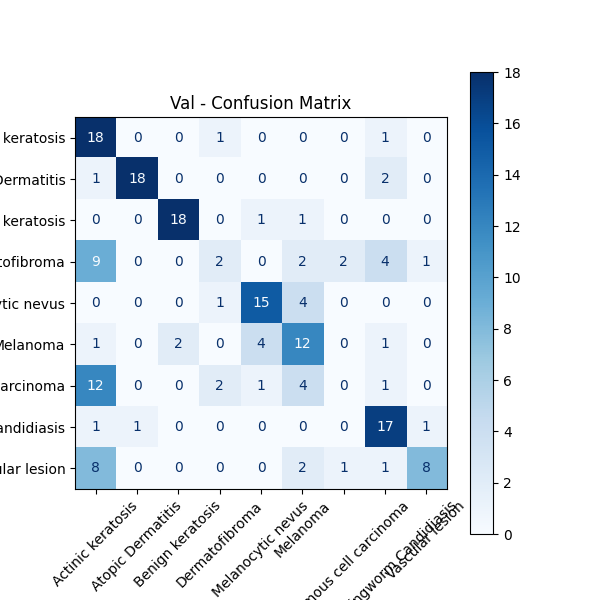 Val - Confusion Matrix
keratosis 18 0 0 1 0 0 0 1 0
Dermatitis 1 18 0 0 0 0 0 2 0
keratosis 0 0 18 0 1 1 0 0 0
tofibroma 9 0 0 2 0 2 2 4 1
ytic nevus 0 0 0 1 15 4 0 0 0
Melanoma 1 0 2 0 4 12 0 1 0
arcinoma 12 0 0 2 1 4 0 1 0
andidiasis 1 1 0 0 0 0 0 17 1
ular lesion 8 0 0 0 0 2 1 1 8
Actinic keratosis
Atopic Dermatitis
Benign keratosis
Dermatofibroma
Melanocytic nevus
Melanoma
mous cell carcinoma
ngworm Candidiasis
Vascular lesion
18
16
14
12
10
8
6
4
2
0